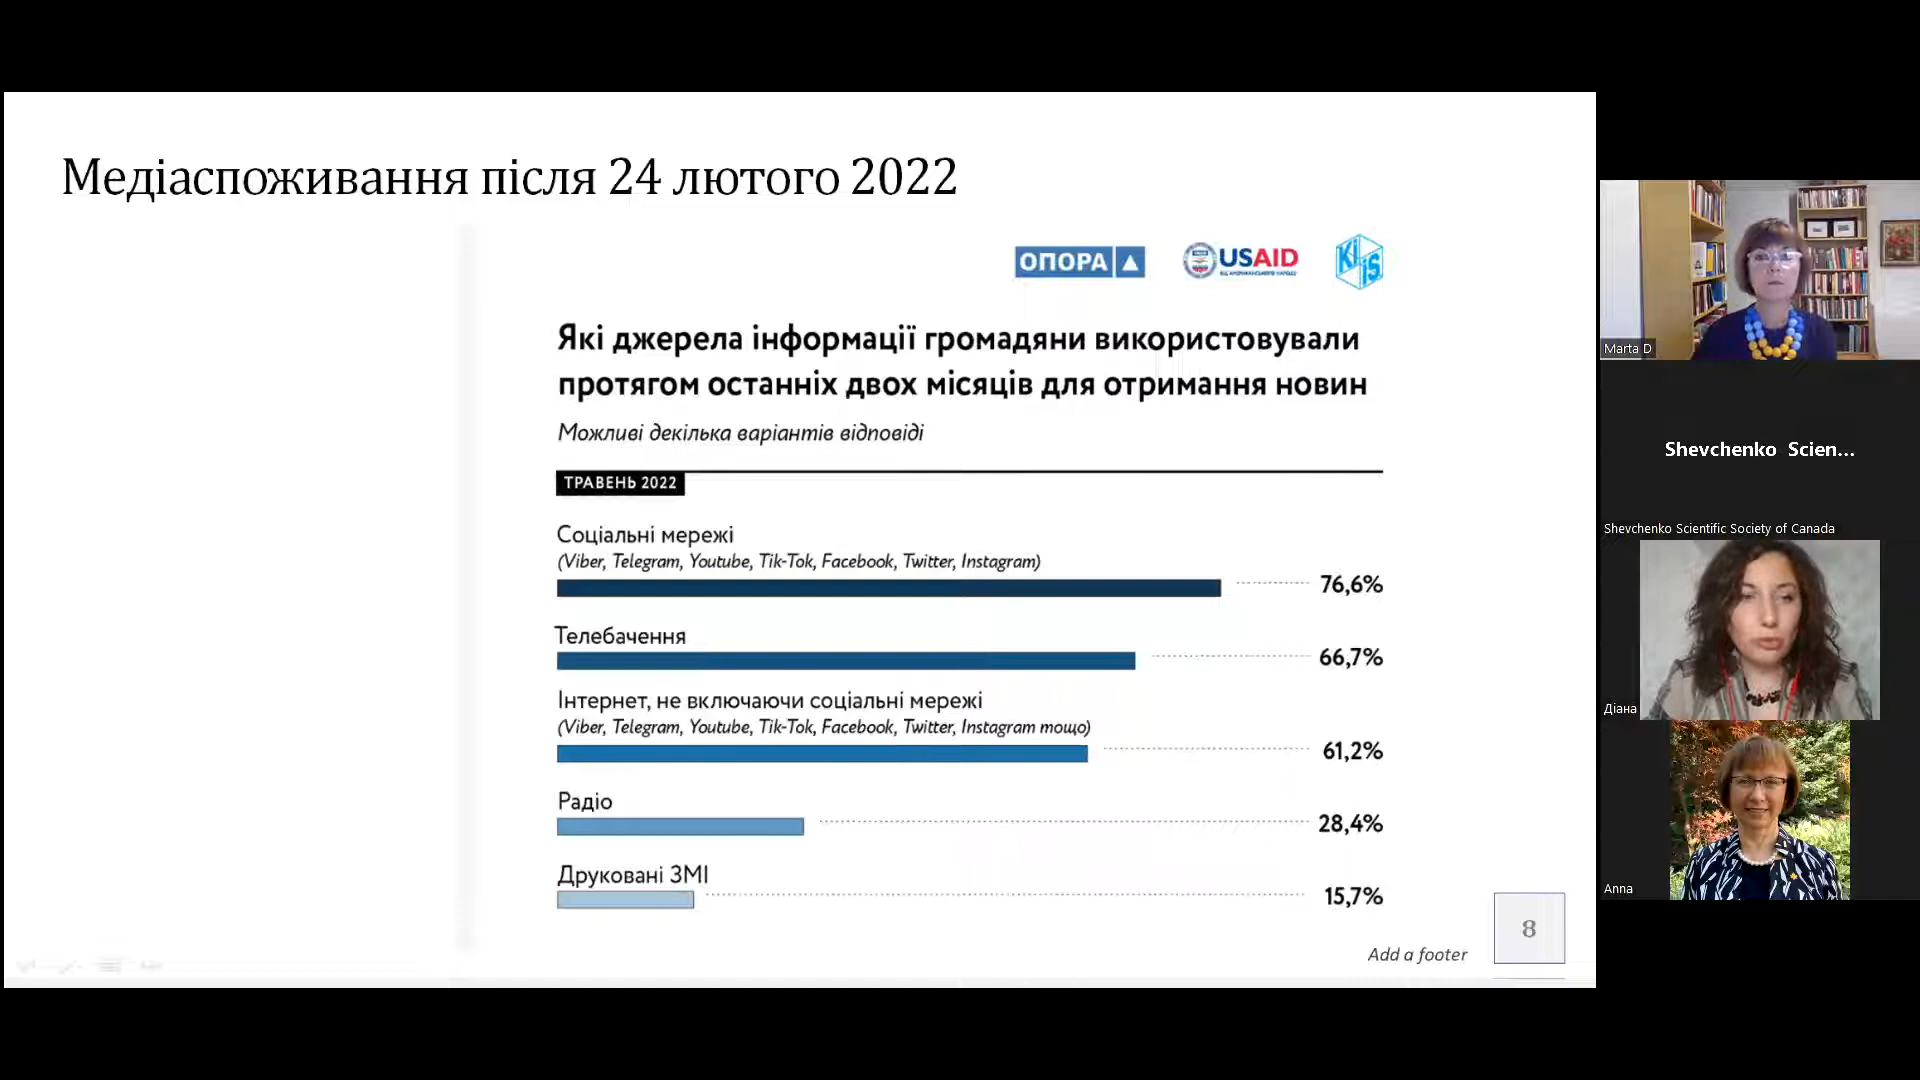 Медіаспоживання після 24 лютого 2022
ОПОРА
USAID
KIIS
Які джерела інформації громадяни використовували
протягом останніх двох місяців для отримання новин
Можливі декілька варіантів відповіді
ТРАВЕНЬ 2022
Соціальні мережі
(Viber, Telegram, Youtube, Tik-Tok, Facebook, Twitter, Instagram)
76,6%
Телебачення
66,7%
Інтернет, не включаючи соціальні мережі
(Viber, Telegram, Youtube, Tik-Tok, Facebook, Twitter, Instagram тощо)
61,2%
Радіо
28,4%
Друковані ЗМІ
15,7%
Add a footer
8
Marta D
Shevchenko Scien...
Shevchenko Scientific Society of Canada
Діана
Anna